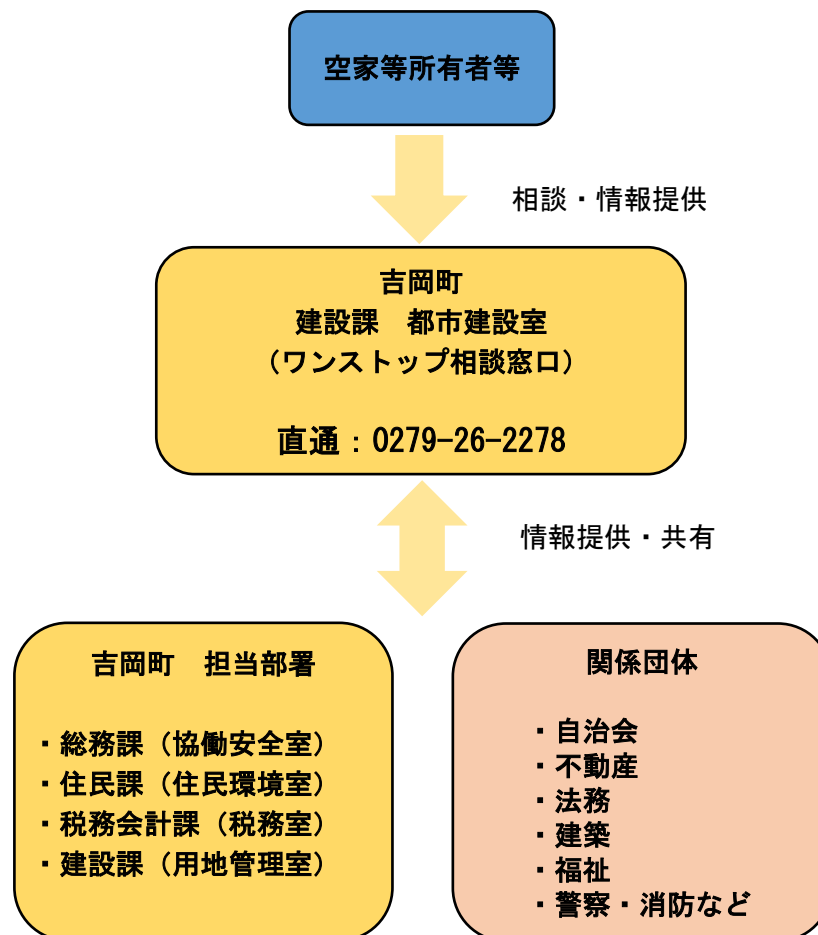 空家等所有者等
相談・情報提供
吉岡町
建設課　都市建設室
（ワンストップ相談窓口）
直通：0279-26-2278
情報提供・共有
吉岡町　担当部署
・総務課（協働安全室）
・住民課（住民環境室）
・税務会計課（税務室）
・建設課（用地管理室）
関係団体
・自治会
・不動産
・法務
・建築
・福祉
・警察・消防など